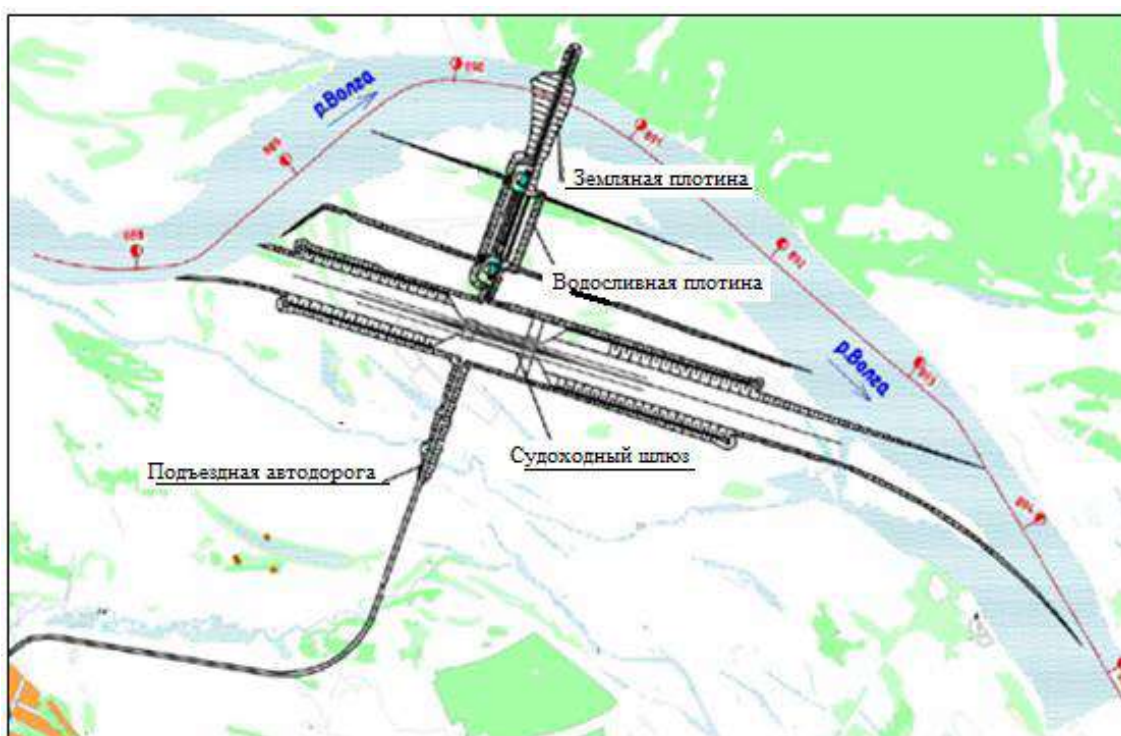 р.Волга
Земляная плотина
Водосливная плотина
р.Волга
Судоходный шлюз
Подъездная автодорога